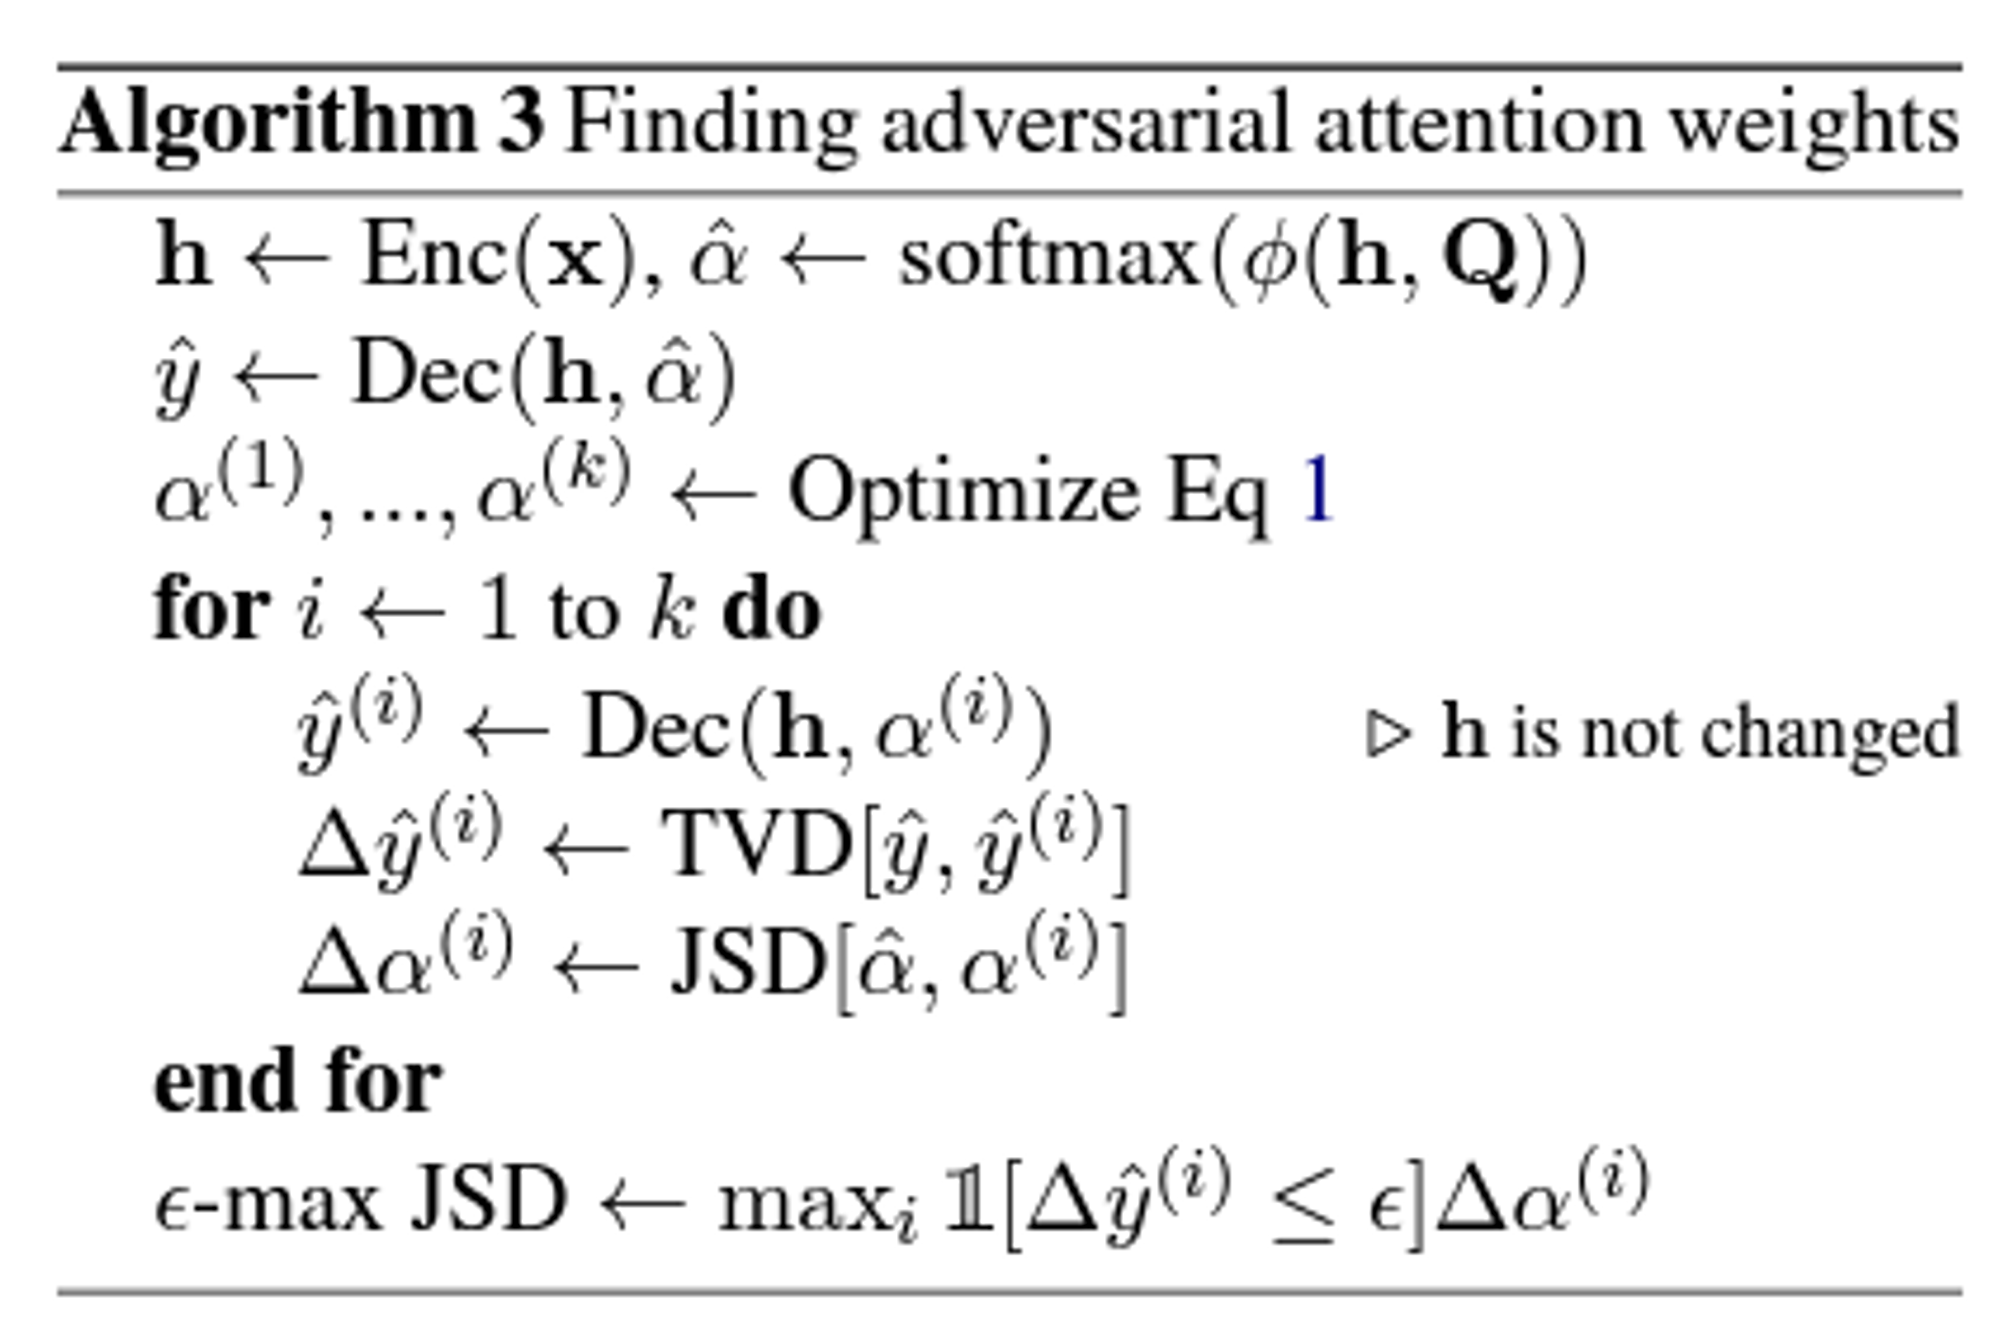 Algorithm 3 Finding adversarial attention weights
h ← Enc(x), α̂ ← softmax(ϕ(h, Q))
ŷ ← Dec(h, α̂)
α⁽¹⁾, ..., α⁽ᵏ⁾ ← Optimize Eq 1
for i ← 1 to k do
ŷ⁽ⁱ⁾ ← Dec(h, α⁽ⁱ⁾) ▷ h is not changed
Δŷ⁽ⁱ⁾ ← TVD[ŷ, ŷ⁽ⁱ⁾]
Δα⁽ⁱ⁾ ← JSD[α̂, α⁽ⁱ⁾]
end for
ϵ-max JSD ← maxᵢ 𝟙[Δŷ⁽ⁱ⁾ ≤ ϵ]Δα⁽ⁱ⁾